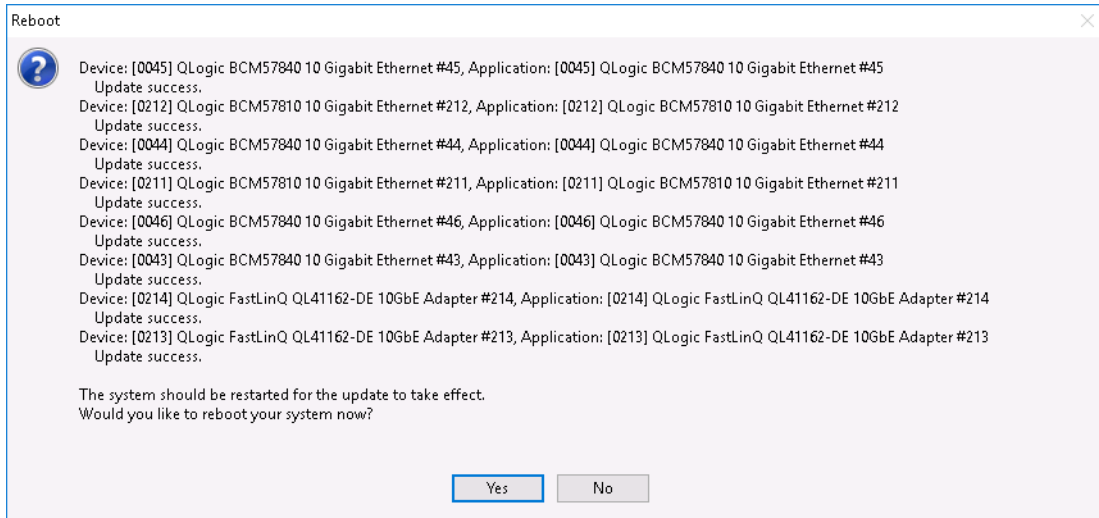 Reboot
Device: [0045] QLogic BCM57840 10 Gigabit Ethernet #45, Application: [0045] QLogic BCM57840 10 Gigabit Ethernet #45
Update success.
Device: [0212] QLogic BCM57810 10 Gigabit Ethernet #212, Application: [0212] QLogic BCM57810 10 Gigabit Ethernet #212
Update success.
Device: [0044] QLogic BCM57840 10 Gigabit Ethernet #44, Application: [0044] QLogic BCM57840 10 Gigabit Ethernet #44
Update success.
Device: [0211] QLogic BCM57810 10 Gigabit Ethernet #211, Application: [0211] QLogic BCM57810 10 Gigabit Ethernet #211
Update success.
Device: [0046] QLogic BCM57840 10 Gigabit Ethernet #46, Application: [0046] QLogic BCM57840 10 Gigabit Ethernet #46
Update success.
Device: [0043] QLogic BCM57840 10 Gigabit Ethernet #43, Application: [0043] QLogic BCM57840 10 Gigabit Ethernet #43
Update success.
Device: [0214] QLogic FastLinQ QL41162-DE 10GbE Adapter #214, Application: [0214] QLogic FastLinQ QL41162-DE 10GbE Adapter #214
Update success.
Device: [0213] QLogic FastLinQ QL41162-DE 10GbE Adapter #213, Application: [0213] QLogic FastLinQ QL41162-DE 10GbE Adapter #213
Update success.
The system should be restarted for the update to take effect.
Would you like to reboot your system now?
Yes No